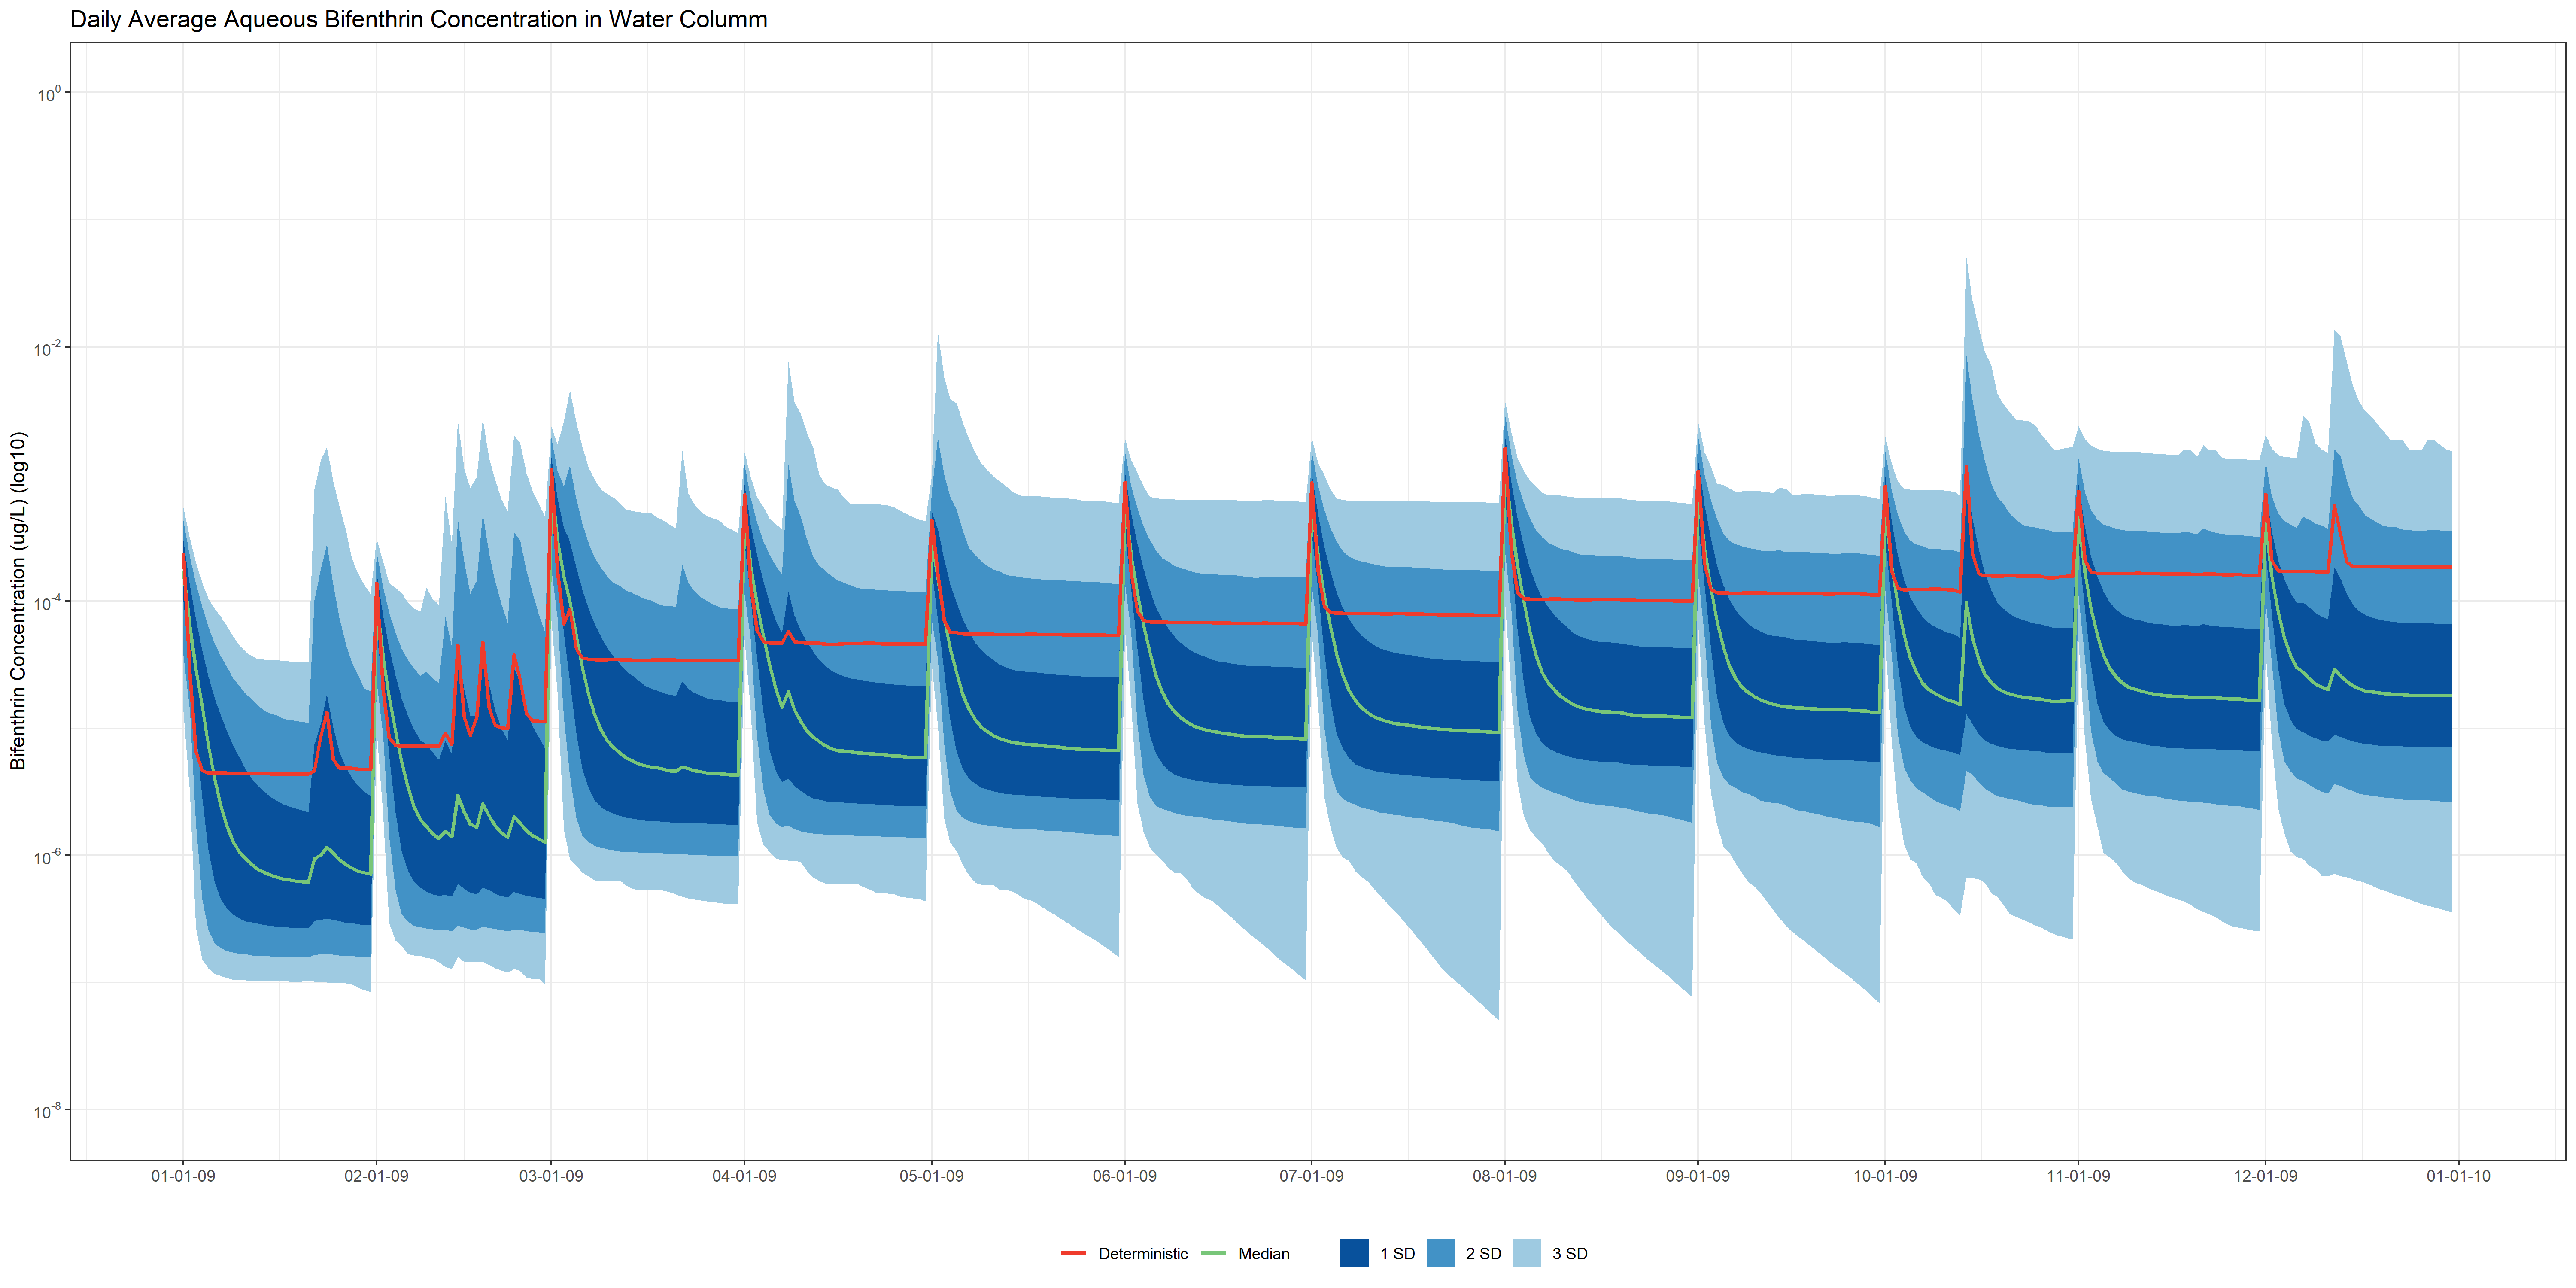 Daily Average Aqueous Bifenthrin Concentration in Water Columm
Bifenthrin Concentration (ug/L) (log10)
10^0
10^-2
10^-4
10^-6
10^-8
01-01-09 02-01-09 03-01-09 04-01-09 05-01-09 06-01-09 07-01-09 08-01-09 09-01-09 10-01-09 11-01-09 12-01-09 01-01-10
Deterministic Median 1 SD 2 SD 3 SD